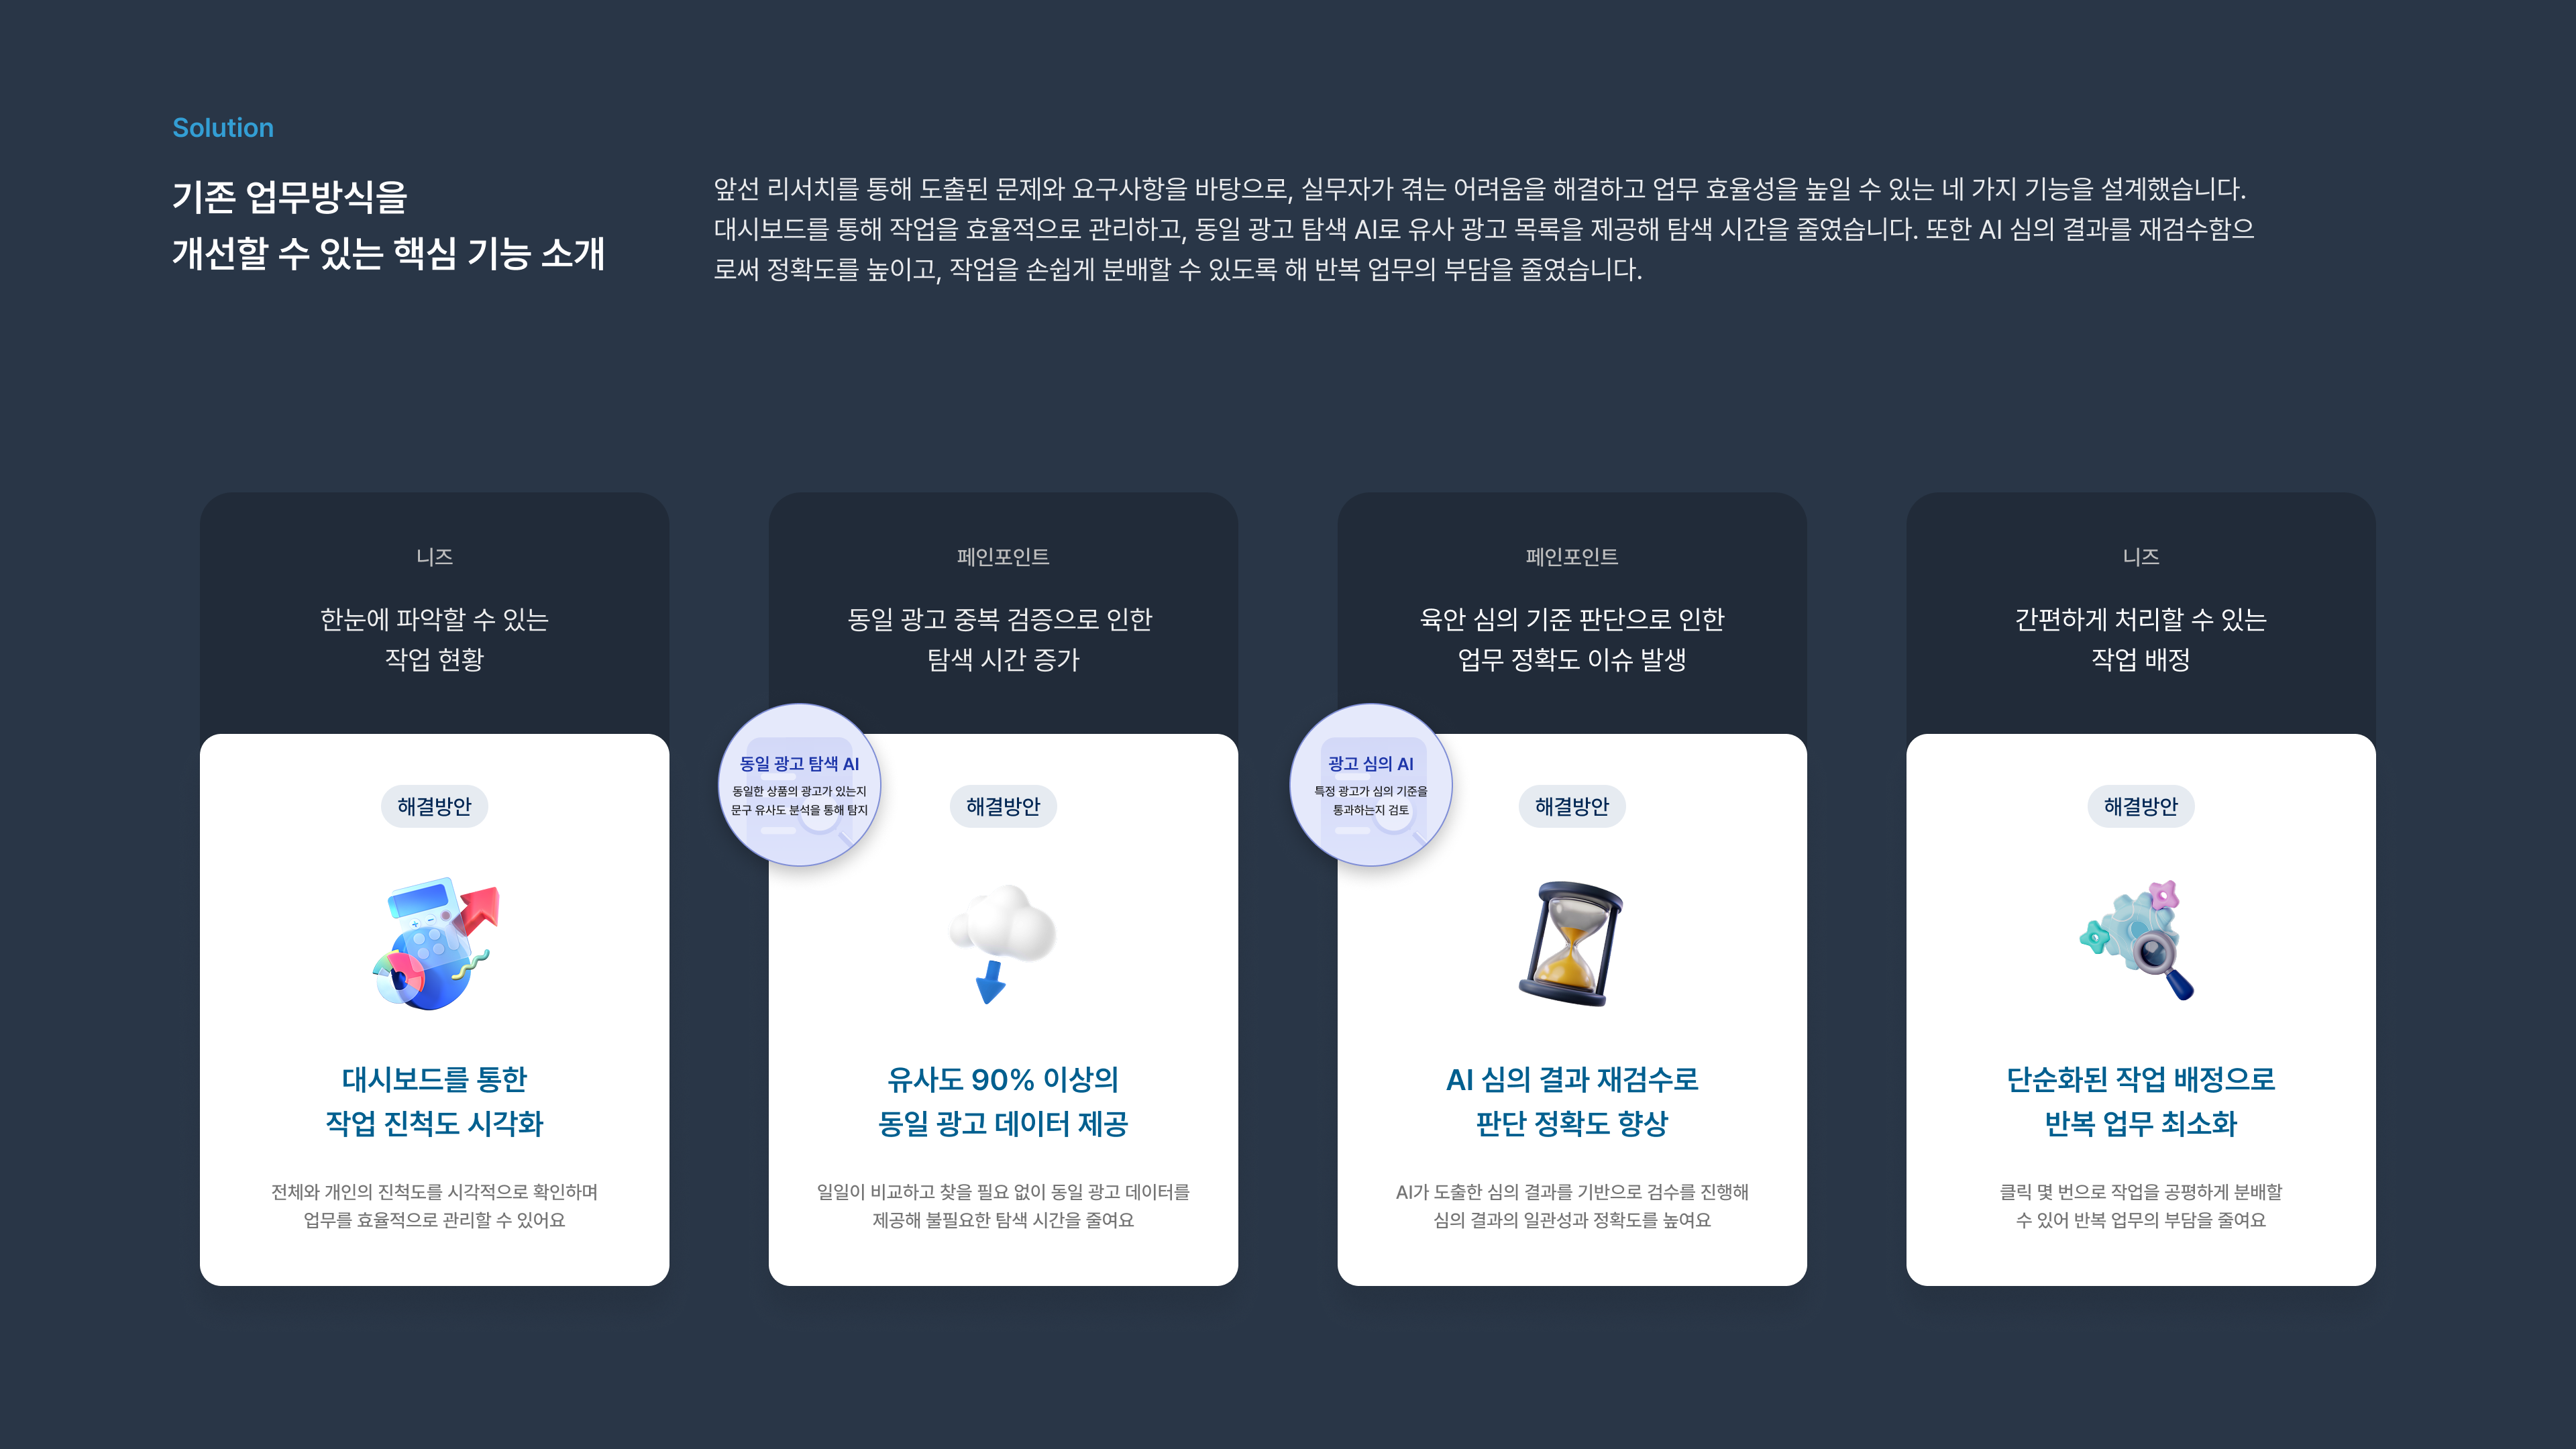 Solution
기존 업무방식을
개선할 수 있는 핵심 기능 소개
앞선 리서치를 통해 도출된 문제와 요구사항을 바탕으로, 실무자가 겪는 어려움을 해결하고 업무 효율성을 높일 수 있는 네 가지 기능을 설계했습니다.
대시보드를 통해 작업을 효율적으로 관리하고, 동일 광고 탐색 AI로 유사 광고 목록을 제공해 탐색 시간을 줄였습니다. 또한 AI 심의 결과를 재검수함으
로써 정확도를 높이고, 작업을 손쉽게 분배할 수 있도록 해 반복 업무의 부담을 줄였습니다.
니즈
한눈에 파악할 수 있는
작업 현황
해결방안
대시보드를 통한
작업 진척도 시각화
전체와 개인의 진척도를 시각적으로 확인하며
업무를 효율적으로 관리할 수 있어요
페인포인트
동일 광고 중복 검증으로 인한
탐색 시간 증가
동일 광고 탐색 AI
동일한 상품의 광고가 있는지
문구 유사도 분석을 통해 탐지
해결방안
유사도 90% 이상의
동일 광고 데이터 제공
일일이 비교하고 찾을 필요 없이 동일 광고 데이터를
제공해 불필요한 탐색 시간을 줄여요
페인포인트
육안 심의 기준 판단으로 인한
업무 정확도 이슈 발생
광고 심의 AI
특정 광고가 심의 기준을
통과하는지 검토
해결방안
AI 심의 결과 재검수로
판단 정확도 향상
AI가 도출한 심의 결과를 기반으로 검수를 진행해
심의 결과의 일관성과 정확도를 높여요
니즈
간편하게 처리할 수 있는
작업 배정
해결방안
단순화된 작업 배정으로
반복 업무 최소화
클릭 몇 번으로 작업을 공평하게 분배할
수 있어 반복 업무의 부담을 줄여요